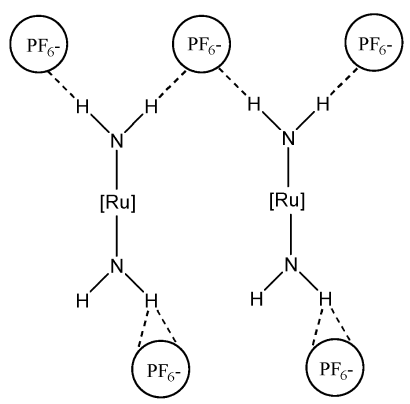 PF6- PF6- PF6-
H H H H
N N
[Ru] [Ru]
N N
H H H H
PF6- PF6-